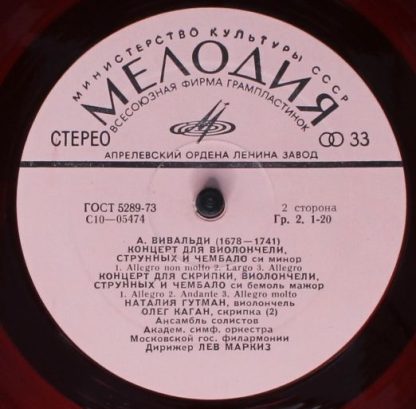 МИНИСТЕРСТВО КУЛЬТУРЫ СССР
МЕЛОДИЯ
ВСЕСОЮЗНАЯ ФИРМА ГРАМПЛАСТИНОК
СТЕРЕО
33
АПРЕЛЕВСКИЙ ОРДЕНА ЛЕНИНА ЗАВОД
ГОСТ 5289-73
2 сторона
С10—05474
Гр. 2. 1-20
А. ВИВАЛЬДИ (1678—1741)
КОНЦЕРТ ДЛЯ ВИОЛОНЧЕЛИ,
СТРУННЫХ И ЧЕМБАЛО си минор
1. Allegro non molto 2. Largo 3. Allegro
КОНЦЕРТ ДЛЯ СКРИПКИ, ВИОЛОНЧЕЛИ,
СТРУННЫХ И ЧЕМБАЛО си бемоль мажор
1. Allegro 2. Andante 3. Allegro molto
НАТАЛИЯ ГУТМАН, виолончель
ОЛЕГ КАГАН, скрипка (2)
Ансамбль солистов
Академ. симф. оркестра
Московской гос. филармонии
Дирижер ЛЕВ МАРКИЗ